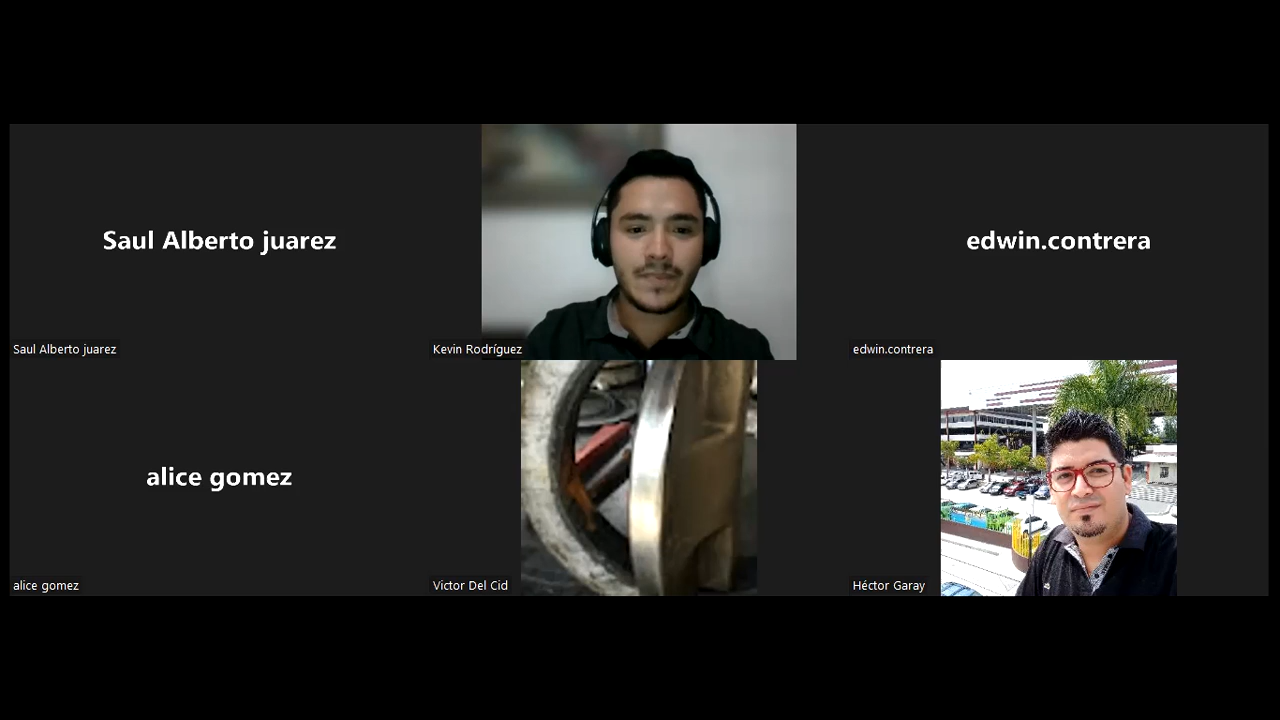 Saul Alberto juarez
edwin.contrera
Saul Alberto juarez
Kevin Rodríguez
edwin.contrera
alice gomez
alice gomez
Victor Del Cid
Héctor Garay